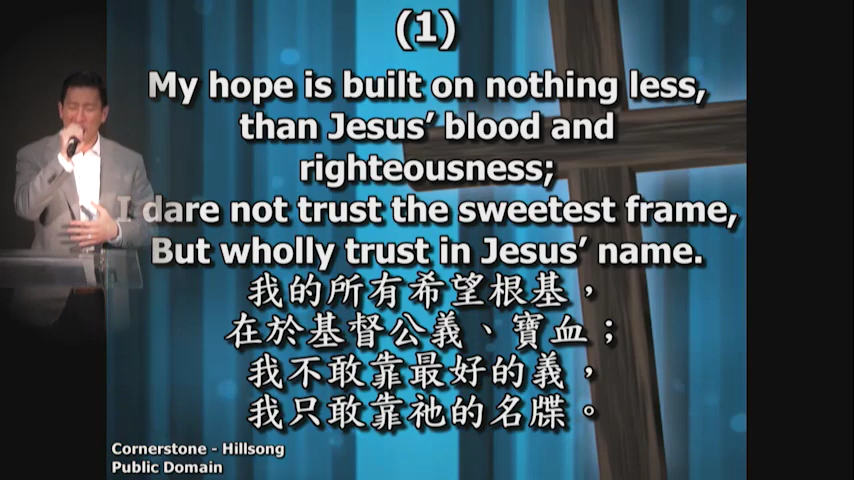 (1)
My hope is built on nothing less,
than Jesus’ blood and
righteousness;
I dare not trust the sweetest frame,
But wholly trust in Jesus’ name.
我的所有希望根基，
在於基督公義、寶血；
我不敢靠最好的義，
我只敢靠祂的名牒。
Cornerstone - Hillsong
Public Domain